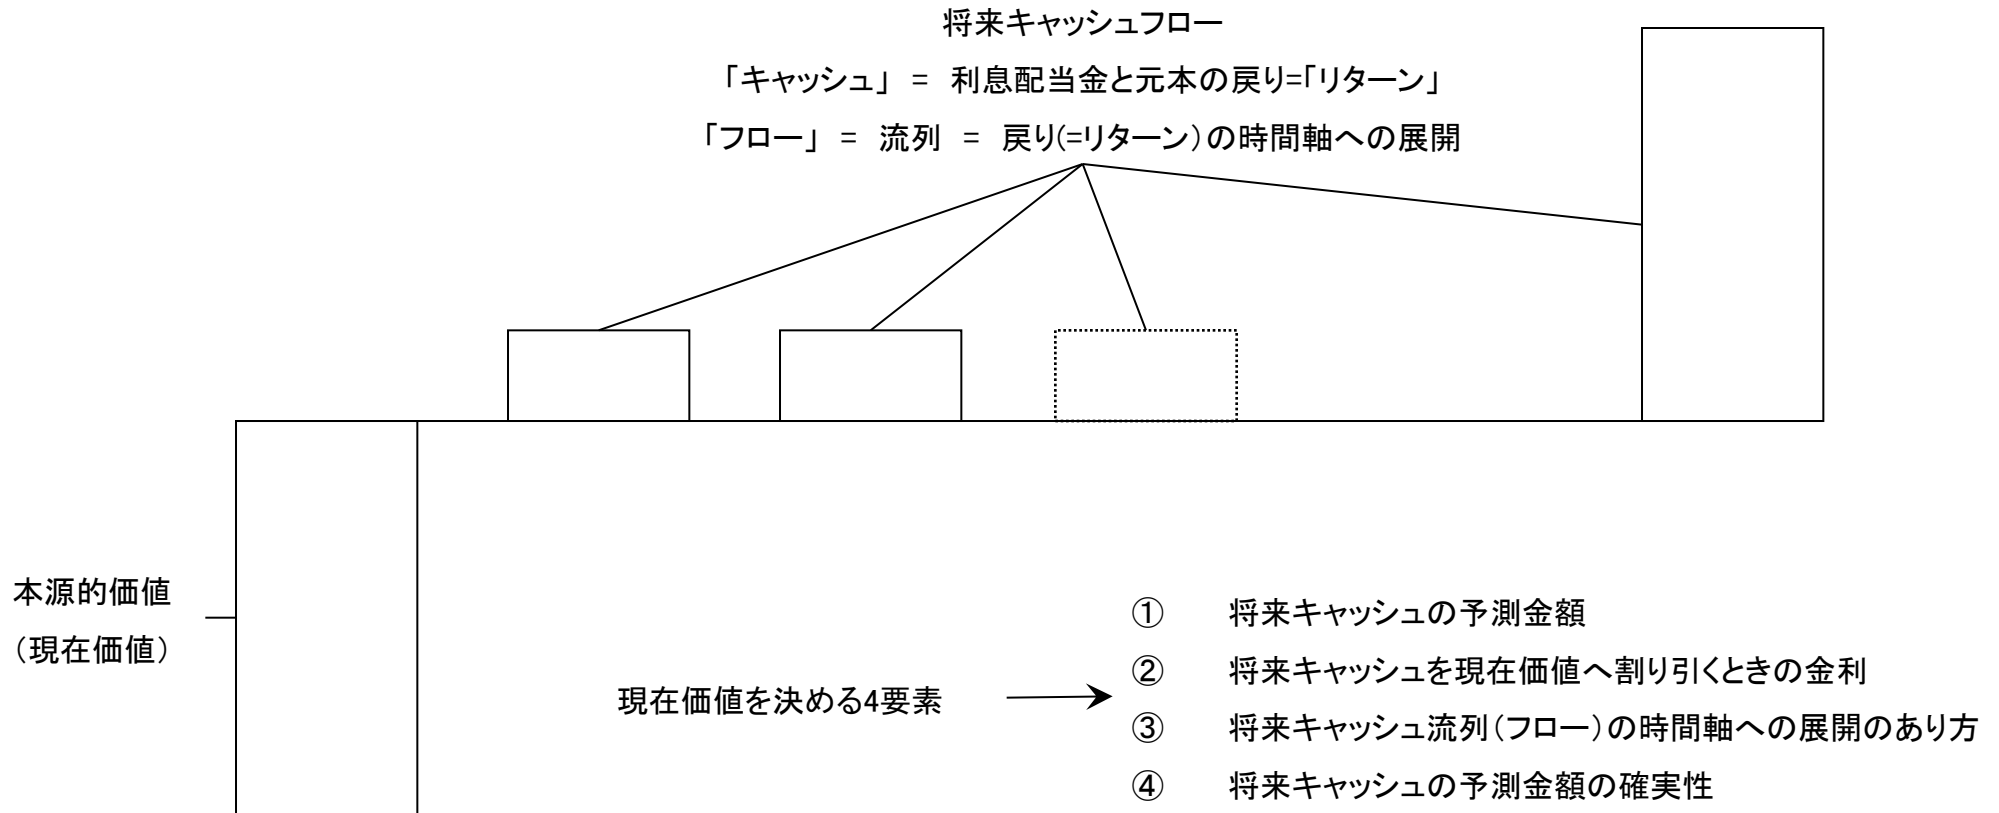 将来キャッシュフロー
「キャッシュ」 = 利息配当金と元本の戻り=「リターン」
「フロー」 = 流列 = 戻り(=リターン)の時間軸への展開
本源的価値
（現在価値）
現在価値を決める4要素
① 将来キャッシュの予測金額
② 将来キャッシュを現在価値へ割り引くときの金利
③ 将来キャッシュ流列（フロー）の時間軸への展開のあり方
④ 将来キャッシュの予測金額の確実性